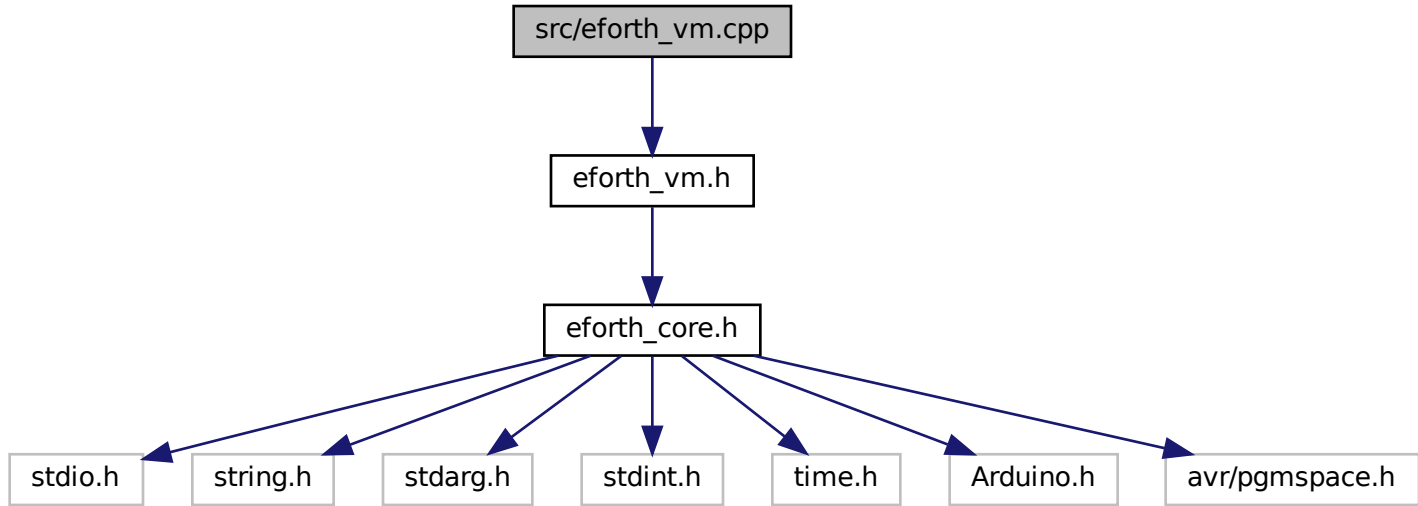 src/eforth_vm.cpp
eforth_vm.h
eforth_core.h
stdio.h
string.h
stdarg.h
stdint.h
time.h
Arduino.h
avr/pgmspace.h